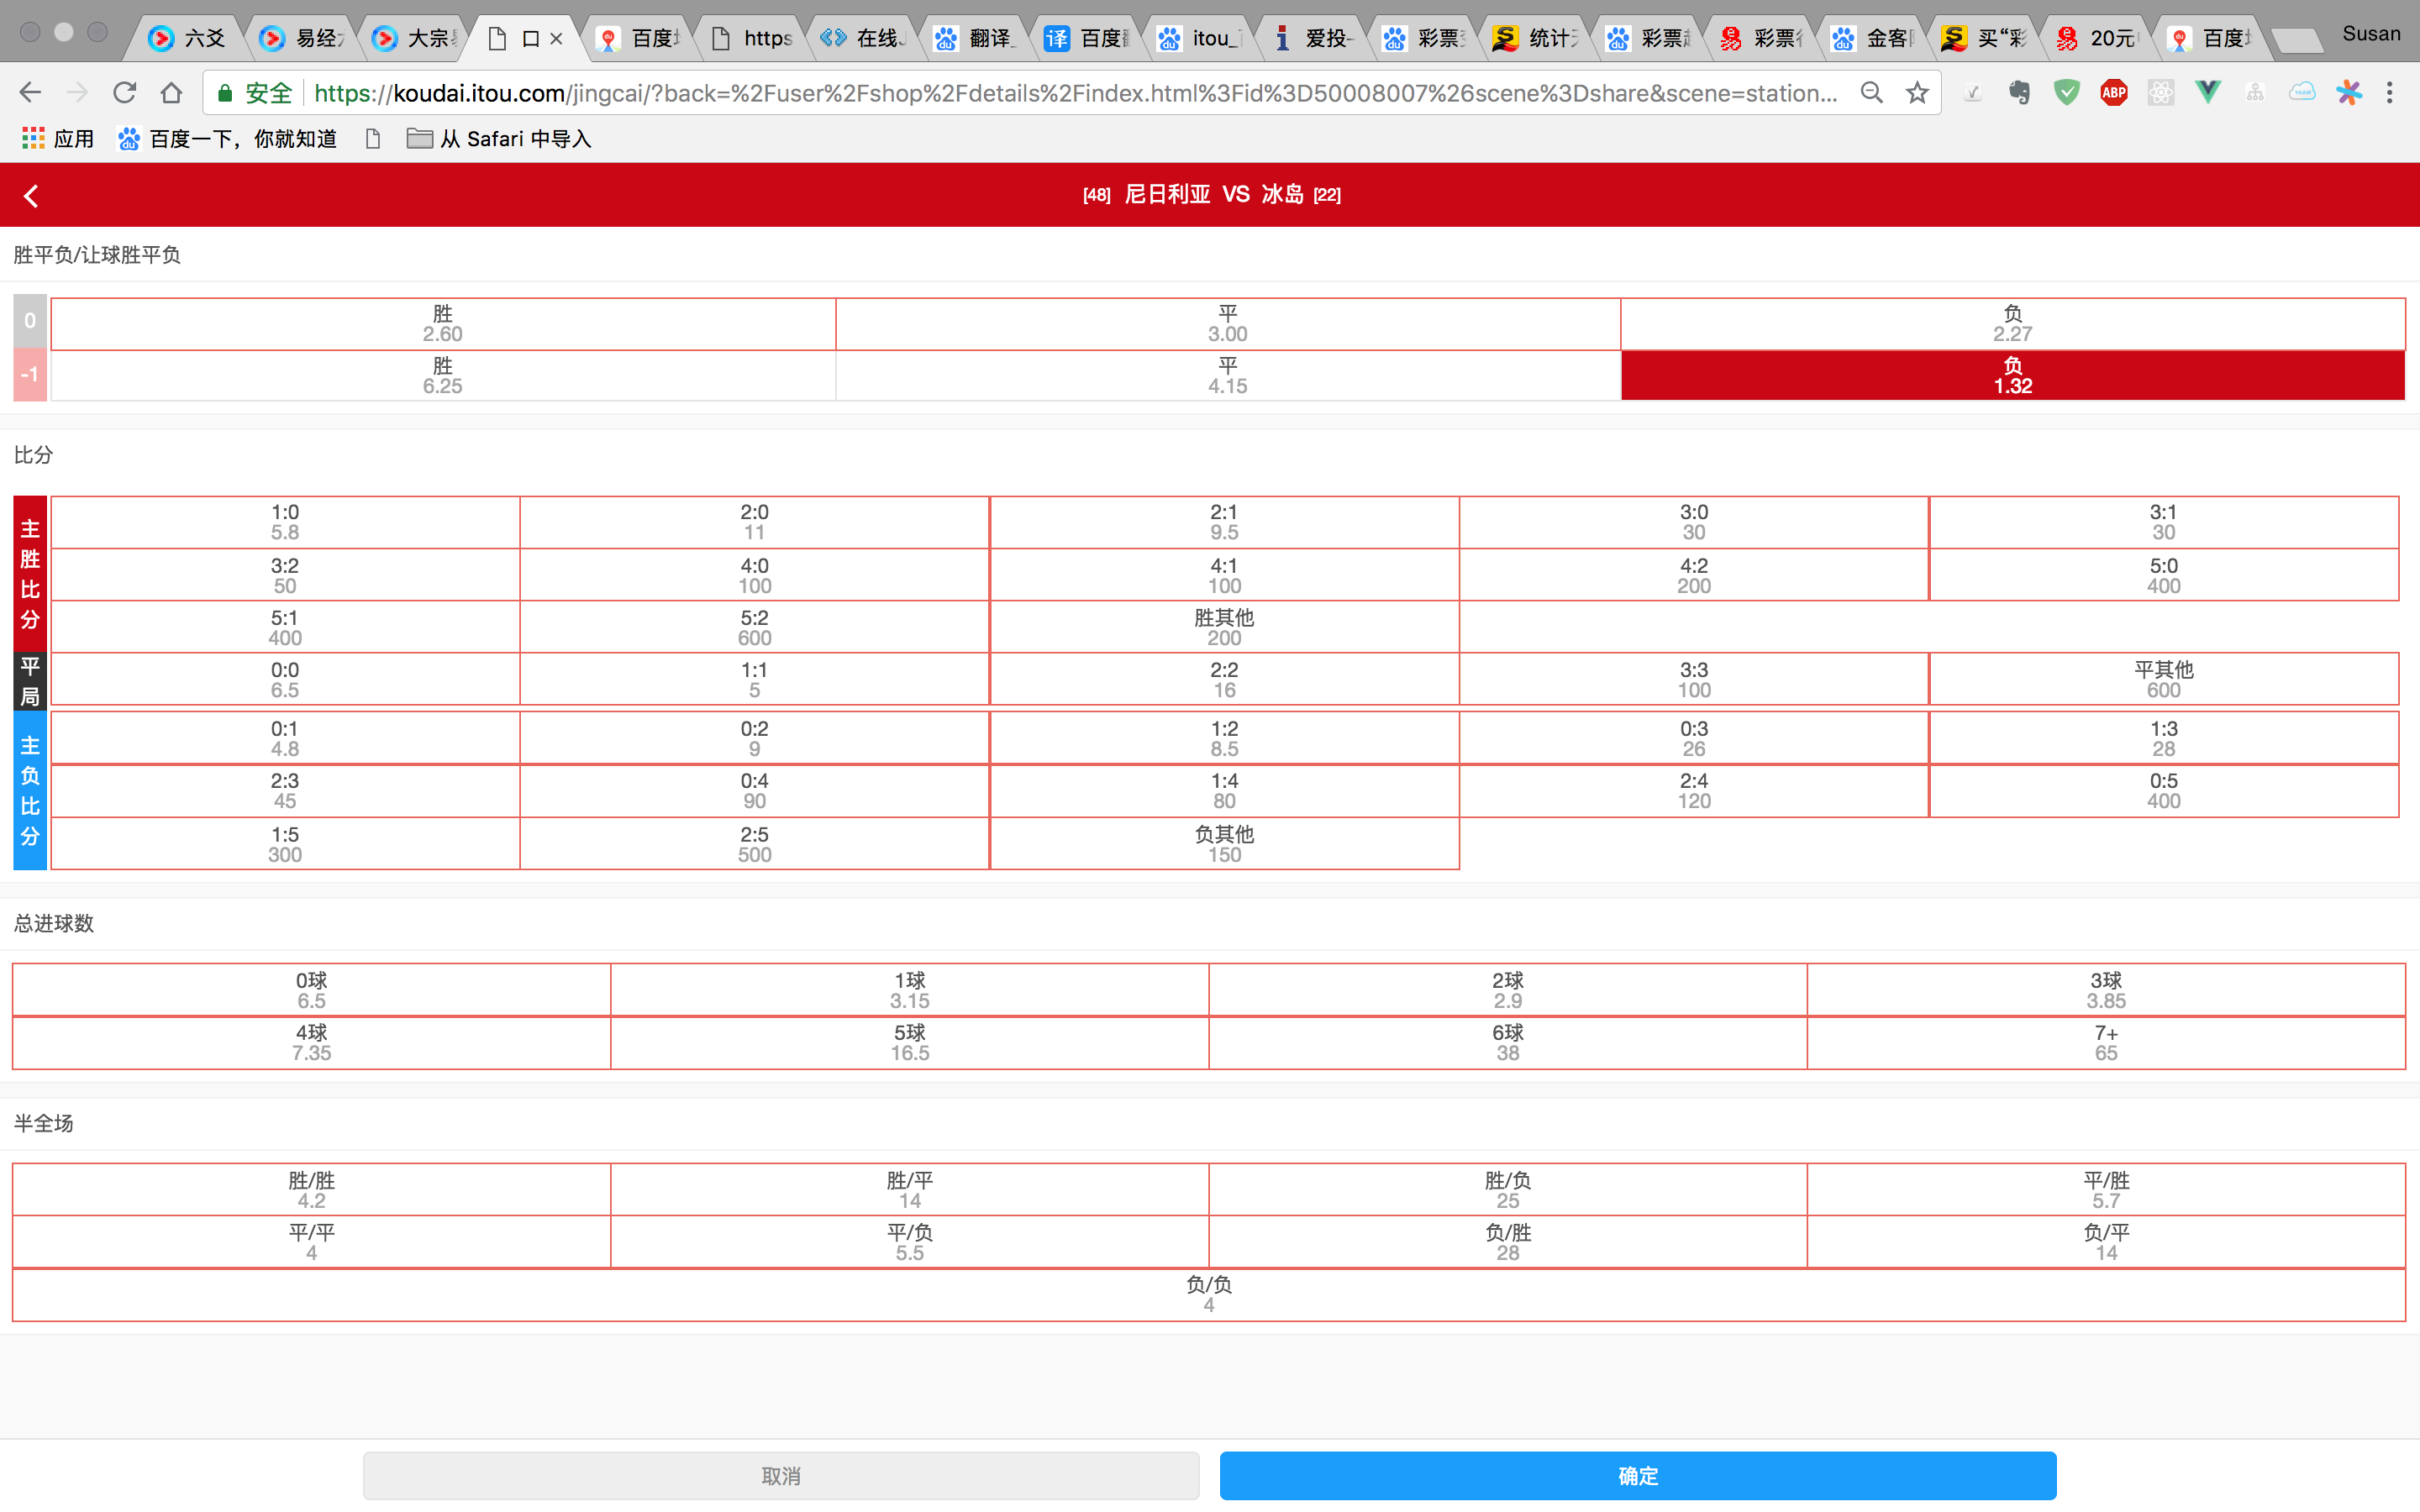 六爻 易经 大宗 口 百度 https 在线 翻译 百度 itou_ 爱投 彩票 统计 彩票 彩票 金客 买“彩 20元 百度 Susan
安全 https://koudai.itou.com/jingcai/?back=%2Fuser%2Fshop%2Fdetails%2Findex.html%3Fid%3D50008007%26scene%3Dshare&scene=station... ABP
应用 百度一下，你就知道 从 Safari 中导入
[48] 尼日利亚 VS 冰岛 [22]
胜平负/让球胜平负
0 胜 平 负
2.60 3.00 2.27
-1 胜 平 负
6.25 4.15 1.32
比分
主胜比分
1:0 2:0 2:1 3:0 3:1
5.8 11 9.5 30 30
3:2 4:0 4:1 4:2 5:0
50 100 100 200 400
5:1 5:2 胜其他
400 600 200
平局
0:0 1:1 2:2 3:3 平其他
6.5 5 16 100 600
主负比分
0:1 0:2 1:2 0:3 1:3
4.8 9 8.5 26 28
2:3 0:4 1:4 2:4 0:5
45 90 80 120 400
1:5 2:5 负其他
300 500 150
总进球数
0球 1球 2球 3球
6.5 3.15 2.9 3.85
4球 5球 6球 7+
7.35 16.5 38 65
半全场
胜/胜 胜/平 胜/负 平/胜
4.2 14 25 5.7
平/平 平/负 负/胜 负/平
4 5.5 28 14
负/负
4
取消 确定